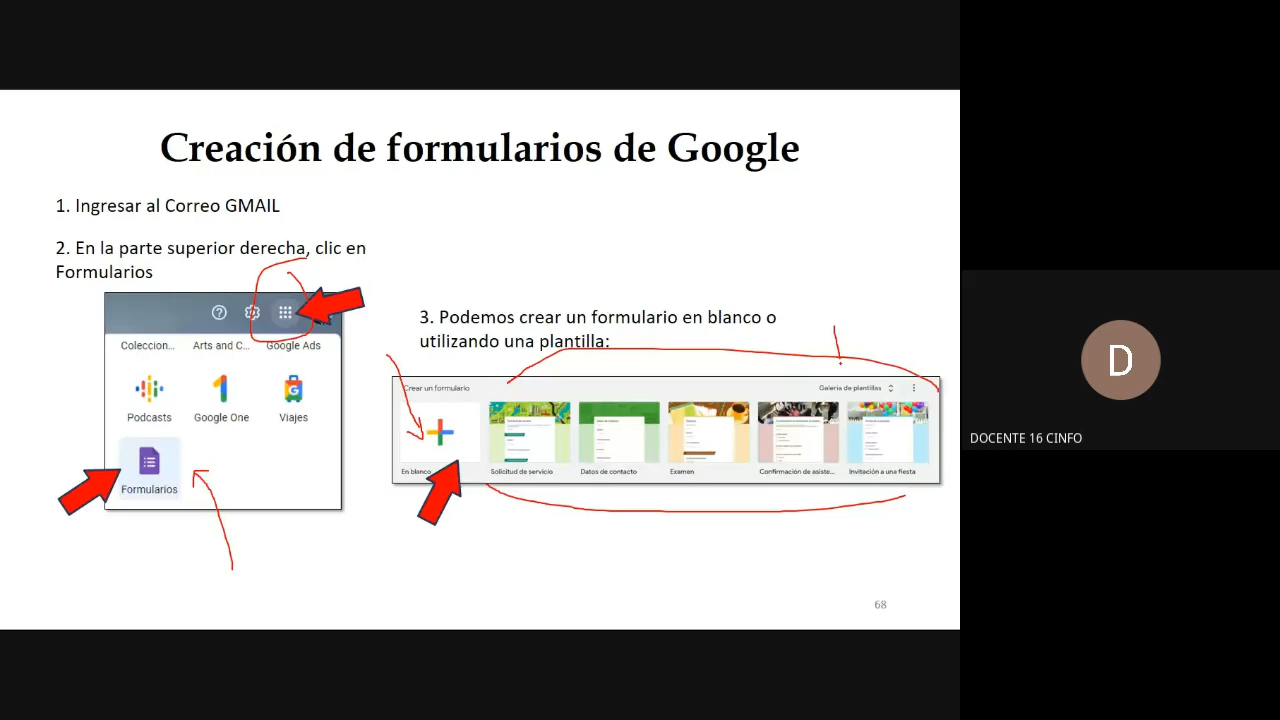 Creación de formularios de Google
1. Ingresar al Correo GMAIL
2. En la parte superior derecha, clic en
Formularios
Coleccion... Arts and C... Google Ads
Podcasts Google One Viajes
Formularios
3. Podemos crear un formulario en blanco o
utilizando una plantilla:
Crear un formulario Galería de plantillas
En blanco Solicitud de servicio Datos de contacto Examen Confirmación de asiste... Invitación a una fiesta
68
D
DOCENTE 16 CINFO